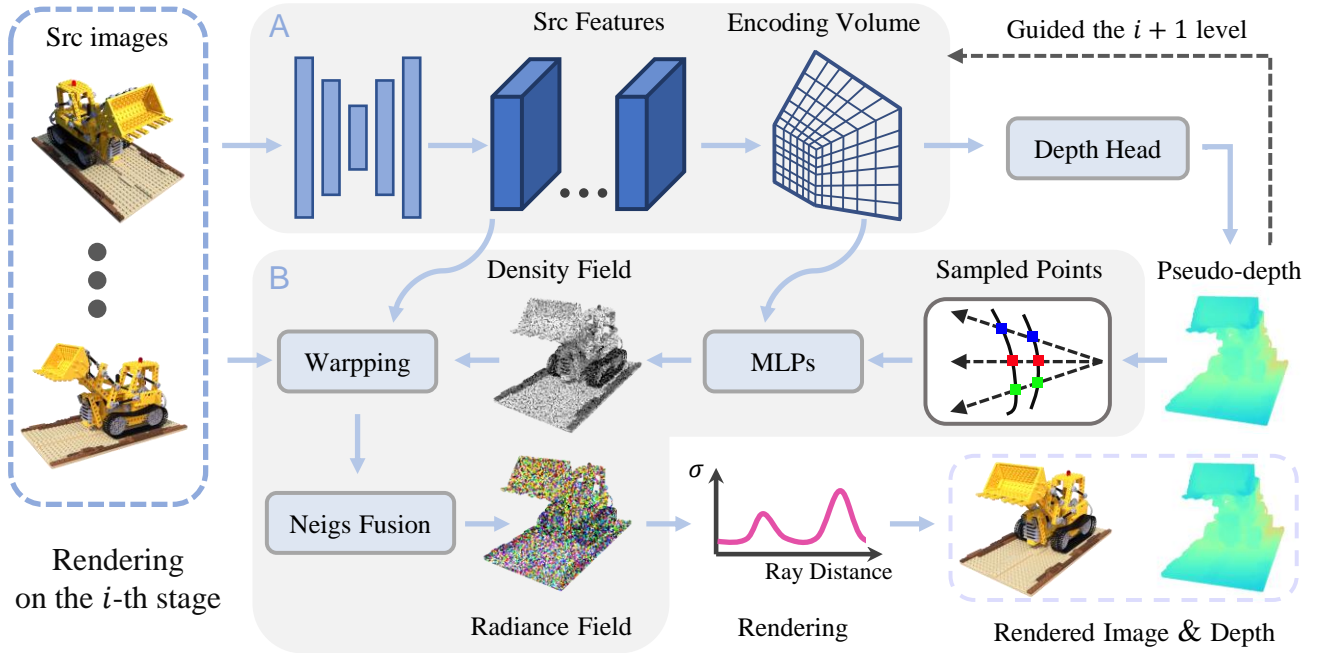 Src images
A
Src Features
Encoding Volume
Guided the i + 1 level
Depth Head
B
Density Field
Sampled Points
Pseudo-depth
Warpping
MLPs
Neigs Fusion
σ
Ray Distance
Rendering
on the i-th stage
Radiance Field
Rendering
Rendered Image & Depth